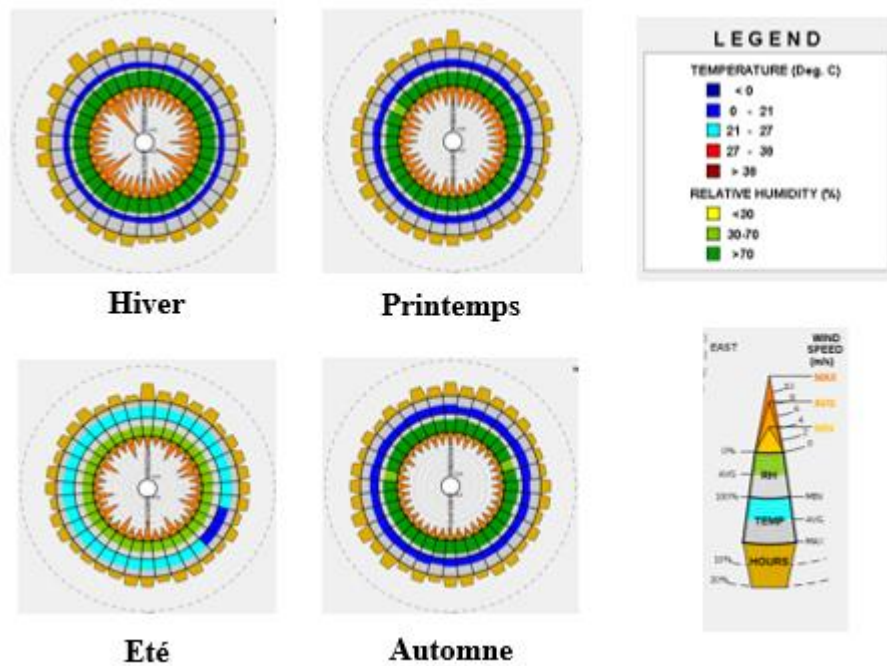 LEGEND
TEMPERATURE (Deg. C)
< 0
0 - 21
21 - 27
27 - 38
> 38
RELATIVE HUMIDITY (%)
<30
30-70
>70
Hiver
Printemps
EAST
WIND
SPEED
(m/s)
MAX
AVG
MIN
0%
RH
AVG
100%
MIN
TEMP
AVG
MAX
HOURS
10%
20%
Eté
Automne